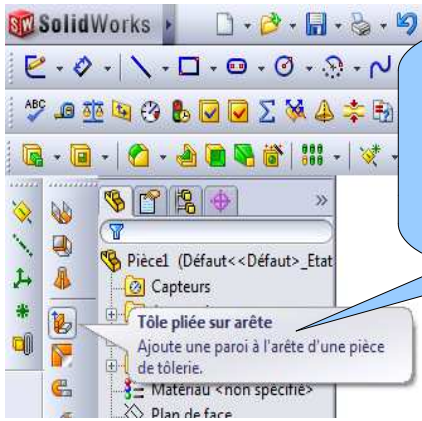 SolidWorks
ABC
Pièce1 (Défaut<<Défaut>_Etat
Capteurs
Tôle pliée sur arête
Ajoute une paroi à l'arête d'une pièce
de tôlerie.
Matériau <non spécifié>
Plan de face